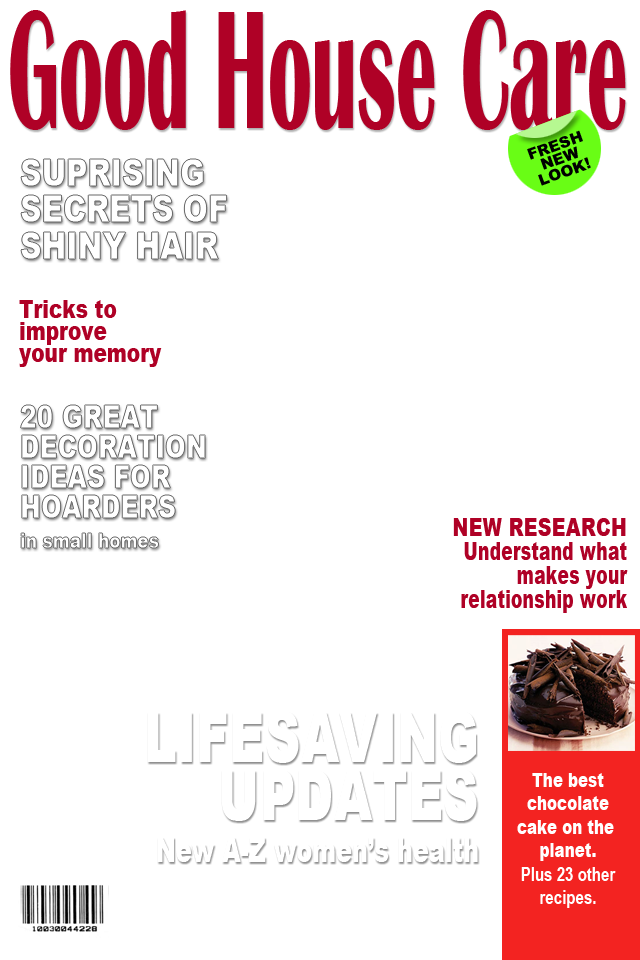 Good House Care
FRESH
NEW
LOOK!
SUPRISING
SECRETS OF
SHINY HAIR
Tricks to
improve
your memory
20 GREAT
DECORATION
IDEAS FOR
HOARDERS
in small homes
NEW RESEARCH
Understand what
makes your
relationship work
LIFESAVING
UPDATES
New A-Z women's health
The best
chocolate
cake on the
planet.
Plus 23 other
recipes.
10030044228